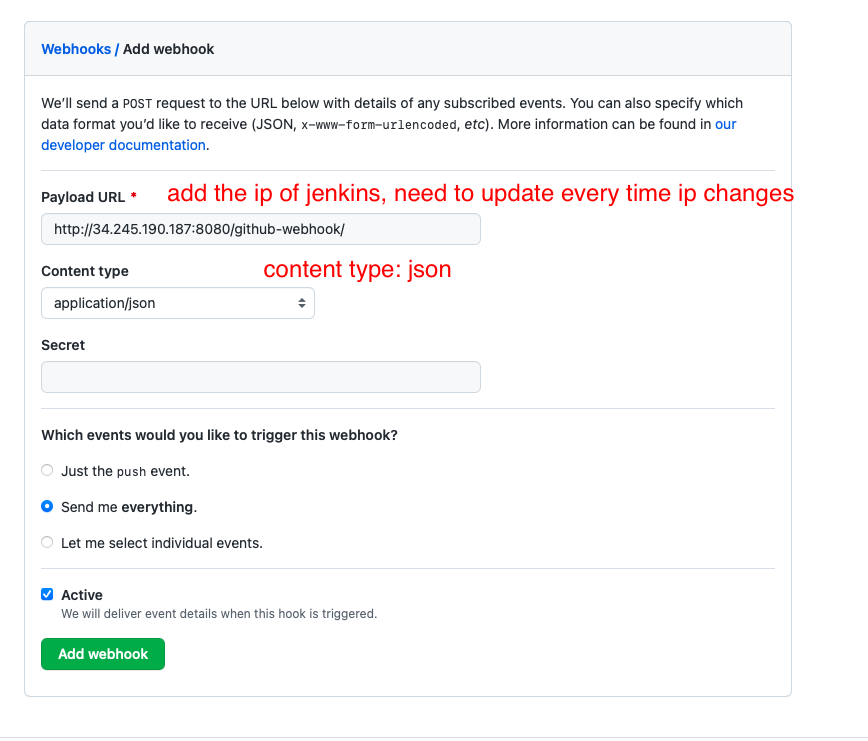 Webhooks / Add webhook
We’ll send a POST request to the URL below with details of any subscribed events. You can also specify which
data format you’d like to receive (JSON, x-www-form-urlencoded, etc). More information can be found in our
developer documentation.
Payload URL * add the ip of jenkins, need to update every time ip changes
http://34.245.190.187:8080/github-webhook/
Content type content type: json
application/json
Secret
Which events would you like to trigger this webhook?
Just the push event.
Send me everything.
Let me select individual events.
Active
We will deliver event details when this hook is triggered.
Add webhook